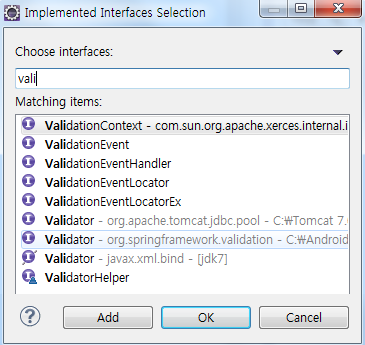 Implemented Interfaces Selection
Choose interfaces:
vali
Matching items:
ValidationContext - com.sun.org.apache.xerces.internal.i
ValidationEvent
ValidationEventHandler
ValidationEventLocator
ValidationEventLocatorEx
Validator - org.apache.tomcat.jdbc.pool - C:₩Tomcat 7.
Validator - org.springframework.validation - C:₩Android
Validator - javax.xml.bind - [jdk7]
ValidatorHelper
Add
OK
Cancel